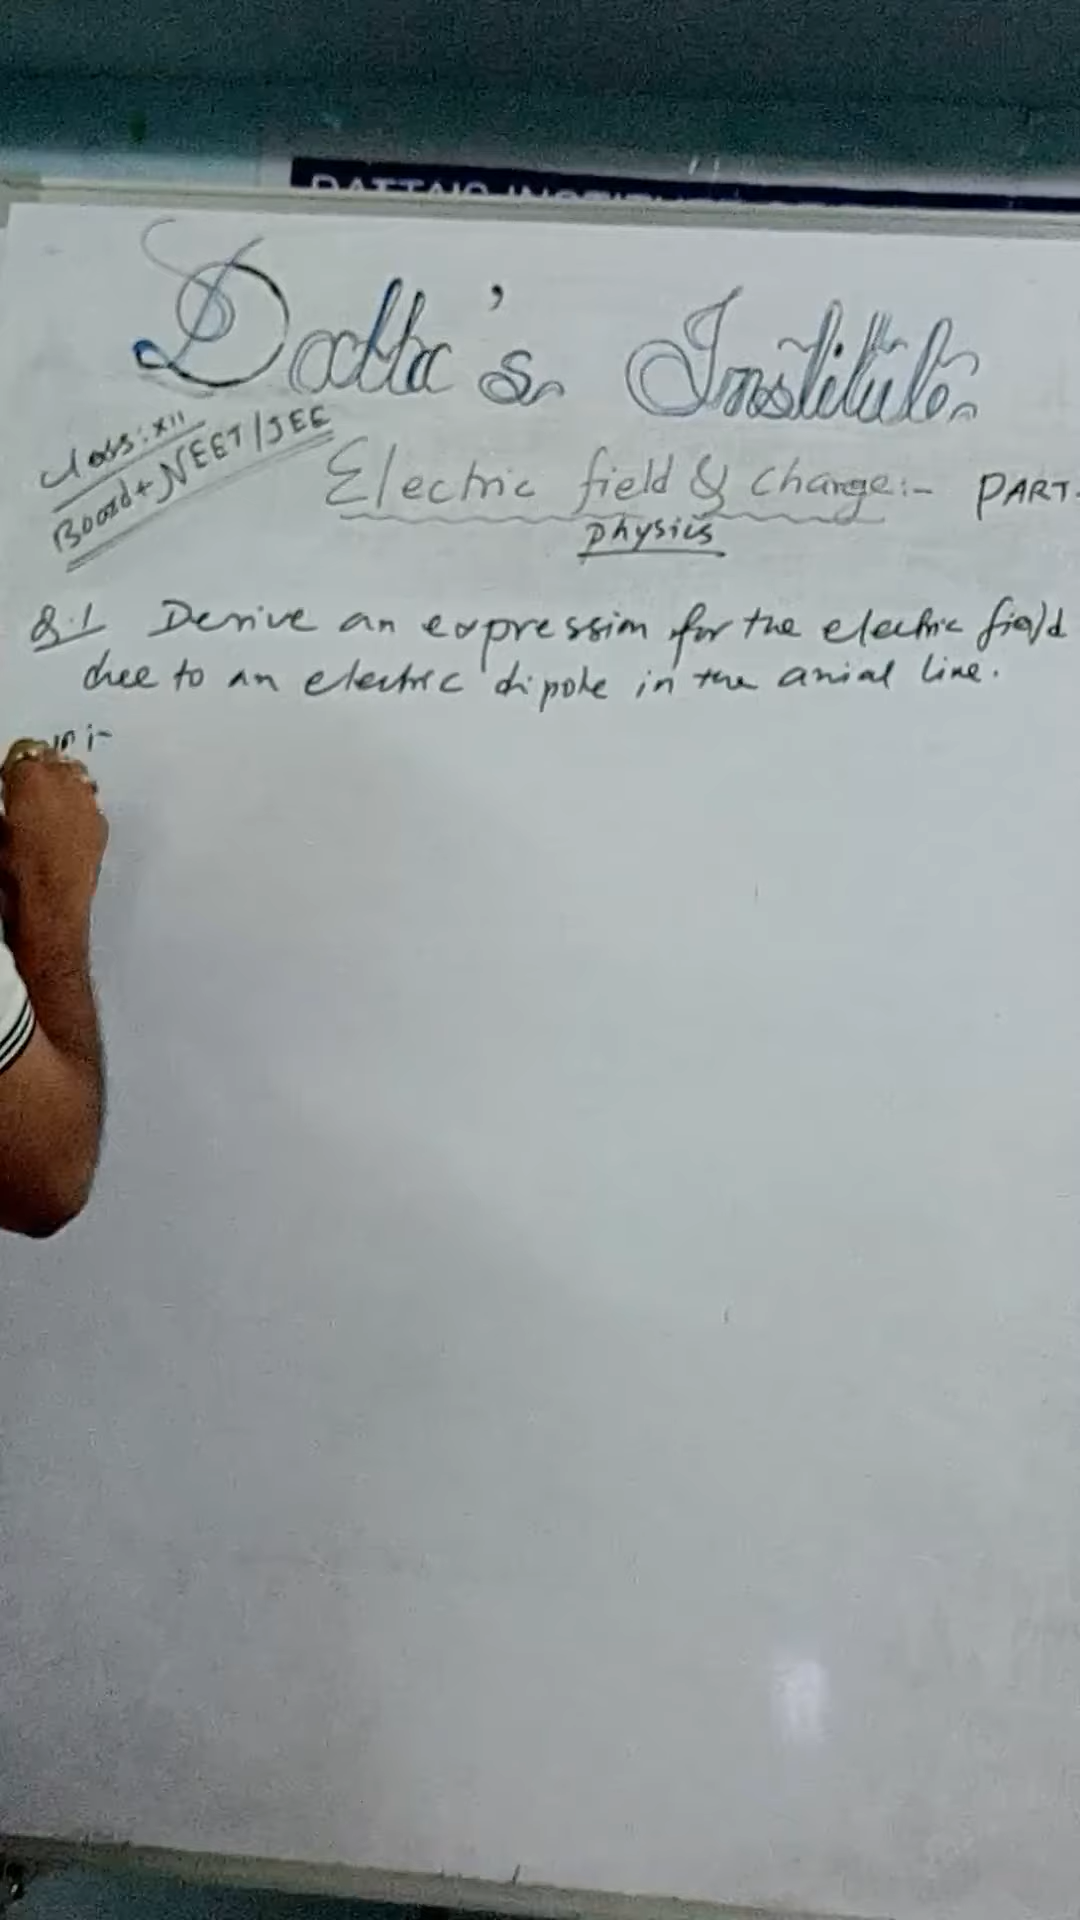 Datta's Institute
Class: XII
Board + NEET/JEE
Electric field & charge:- PART-
physics
Q.1 Derive an expression for the electric field
due to an electric dipole in the axial line.